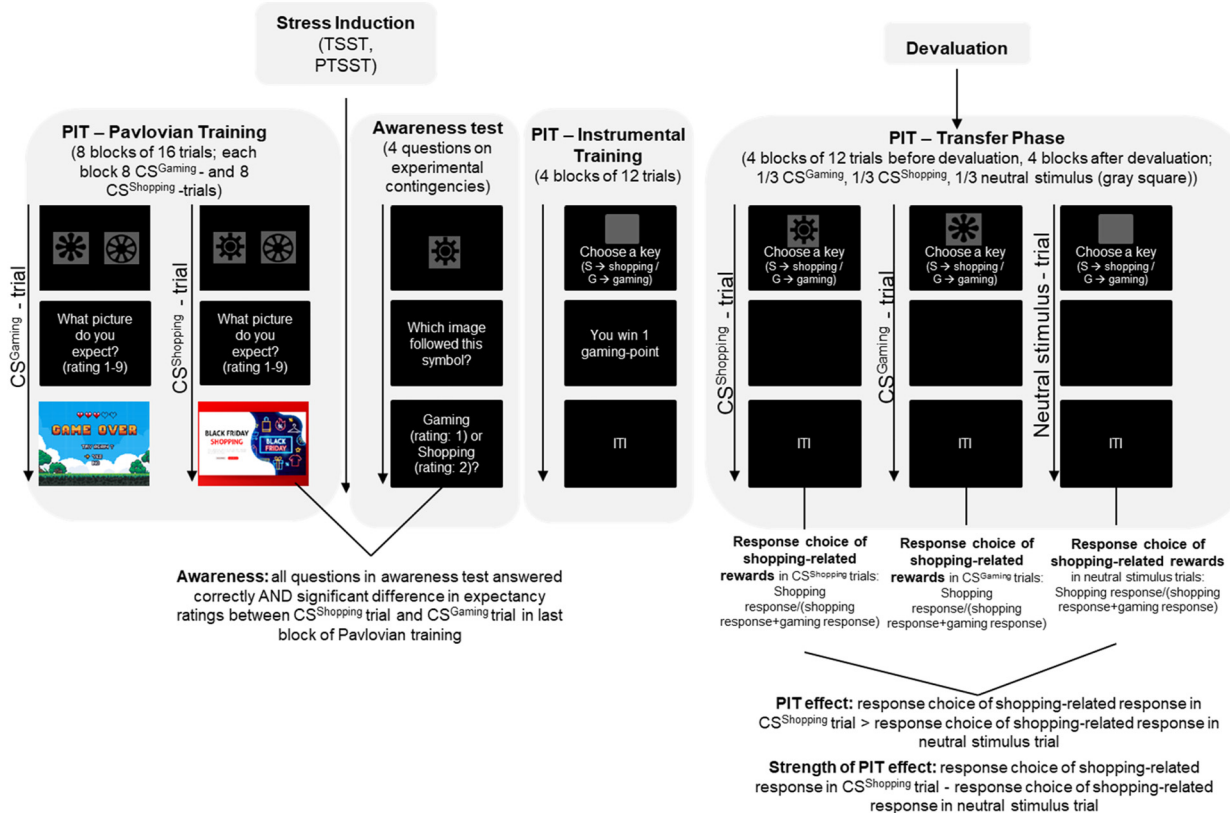 Stress Induction
(TSST,
PTSST)
Devaluation
PIT – Pavlovian Training
(8 blocks of 16 trials; each
block 8 CSGaming - and 8
CSShopping -trials)
Awareness test
(4 questions on
experimental
contingencies)
PIT – Instrumental
Training
(4 blocks of 12 trials)
PIT – Transfer Phase
(4 blocks of 12 trials before devaluation, 4 blocks after devaluation;
1/3 CSGaming, 1/3 CSShopping, 1/3 neutral stimulus (gray square))
CSGaming - trial
What picture
do you
expect?
(rating 1-9)
GAME OVER
CSShopping - trial
What picture
do you
expect?
(rating 1-9)
BLACK FRIDAY
SHOPPING
BLACK
FRIDAY
Which image
followed this
symbol?
Gaming
(rating: 1) or
Shopping
(rating: 2)?
Choose a key
(S → shopping /
G → gaming)
You win 1
gaming-point
ITI
CSShopping - trial
Choose a key
(S → shopping /
G → gaming)
ITI
CSGaming - trial
Choose a key
(S → shopping /
G → gaming)
ITI
Neutral stimulus - trial
Choose a key
(S → shopping /
G → gaming)
ITI
Awareness: all questions in awareness test answered
correctly AND significant difference in expectancy
ratings between CSShopping trial and CSGaming trial in last
block of Pavlovian training
Response choice of
shopping-related
rewards in CSShopping trials:
Shopping
response/(shopping
response+gaming response)
Response choice of
shopping-related
rewards in CSGaming trials:
Shopping
response/(shopping
response+gaming response)
Response choice of
shopping-related rewards
in neutral stimulus trials:
Shopping response/(shopping
response+gaming response)
PIT effect: response choice of shopping-related response in
CSShopping trial > response choice of shopping-related response in
neutral stimulus trial
Strength of PIT effect: response choice of shopping-related
response in CSShopping trial - response choice of shopping-related
response in neutral stimulus trial